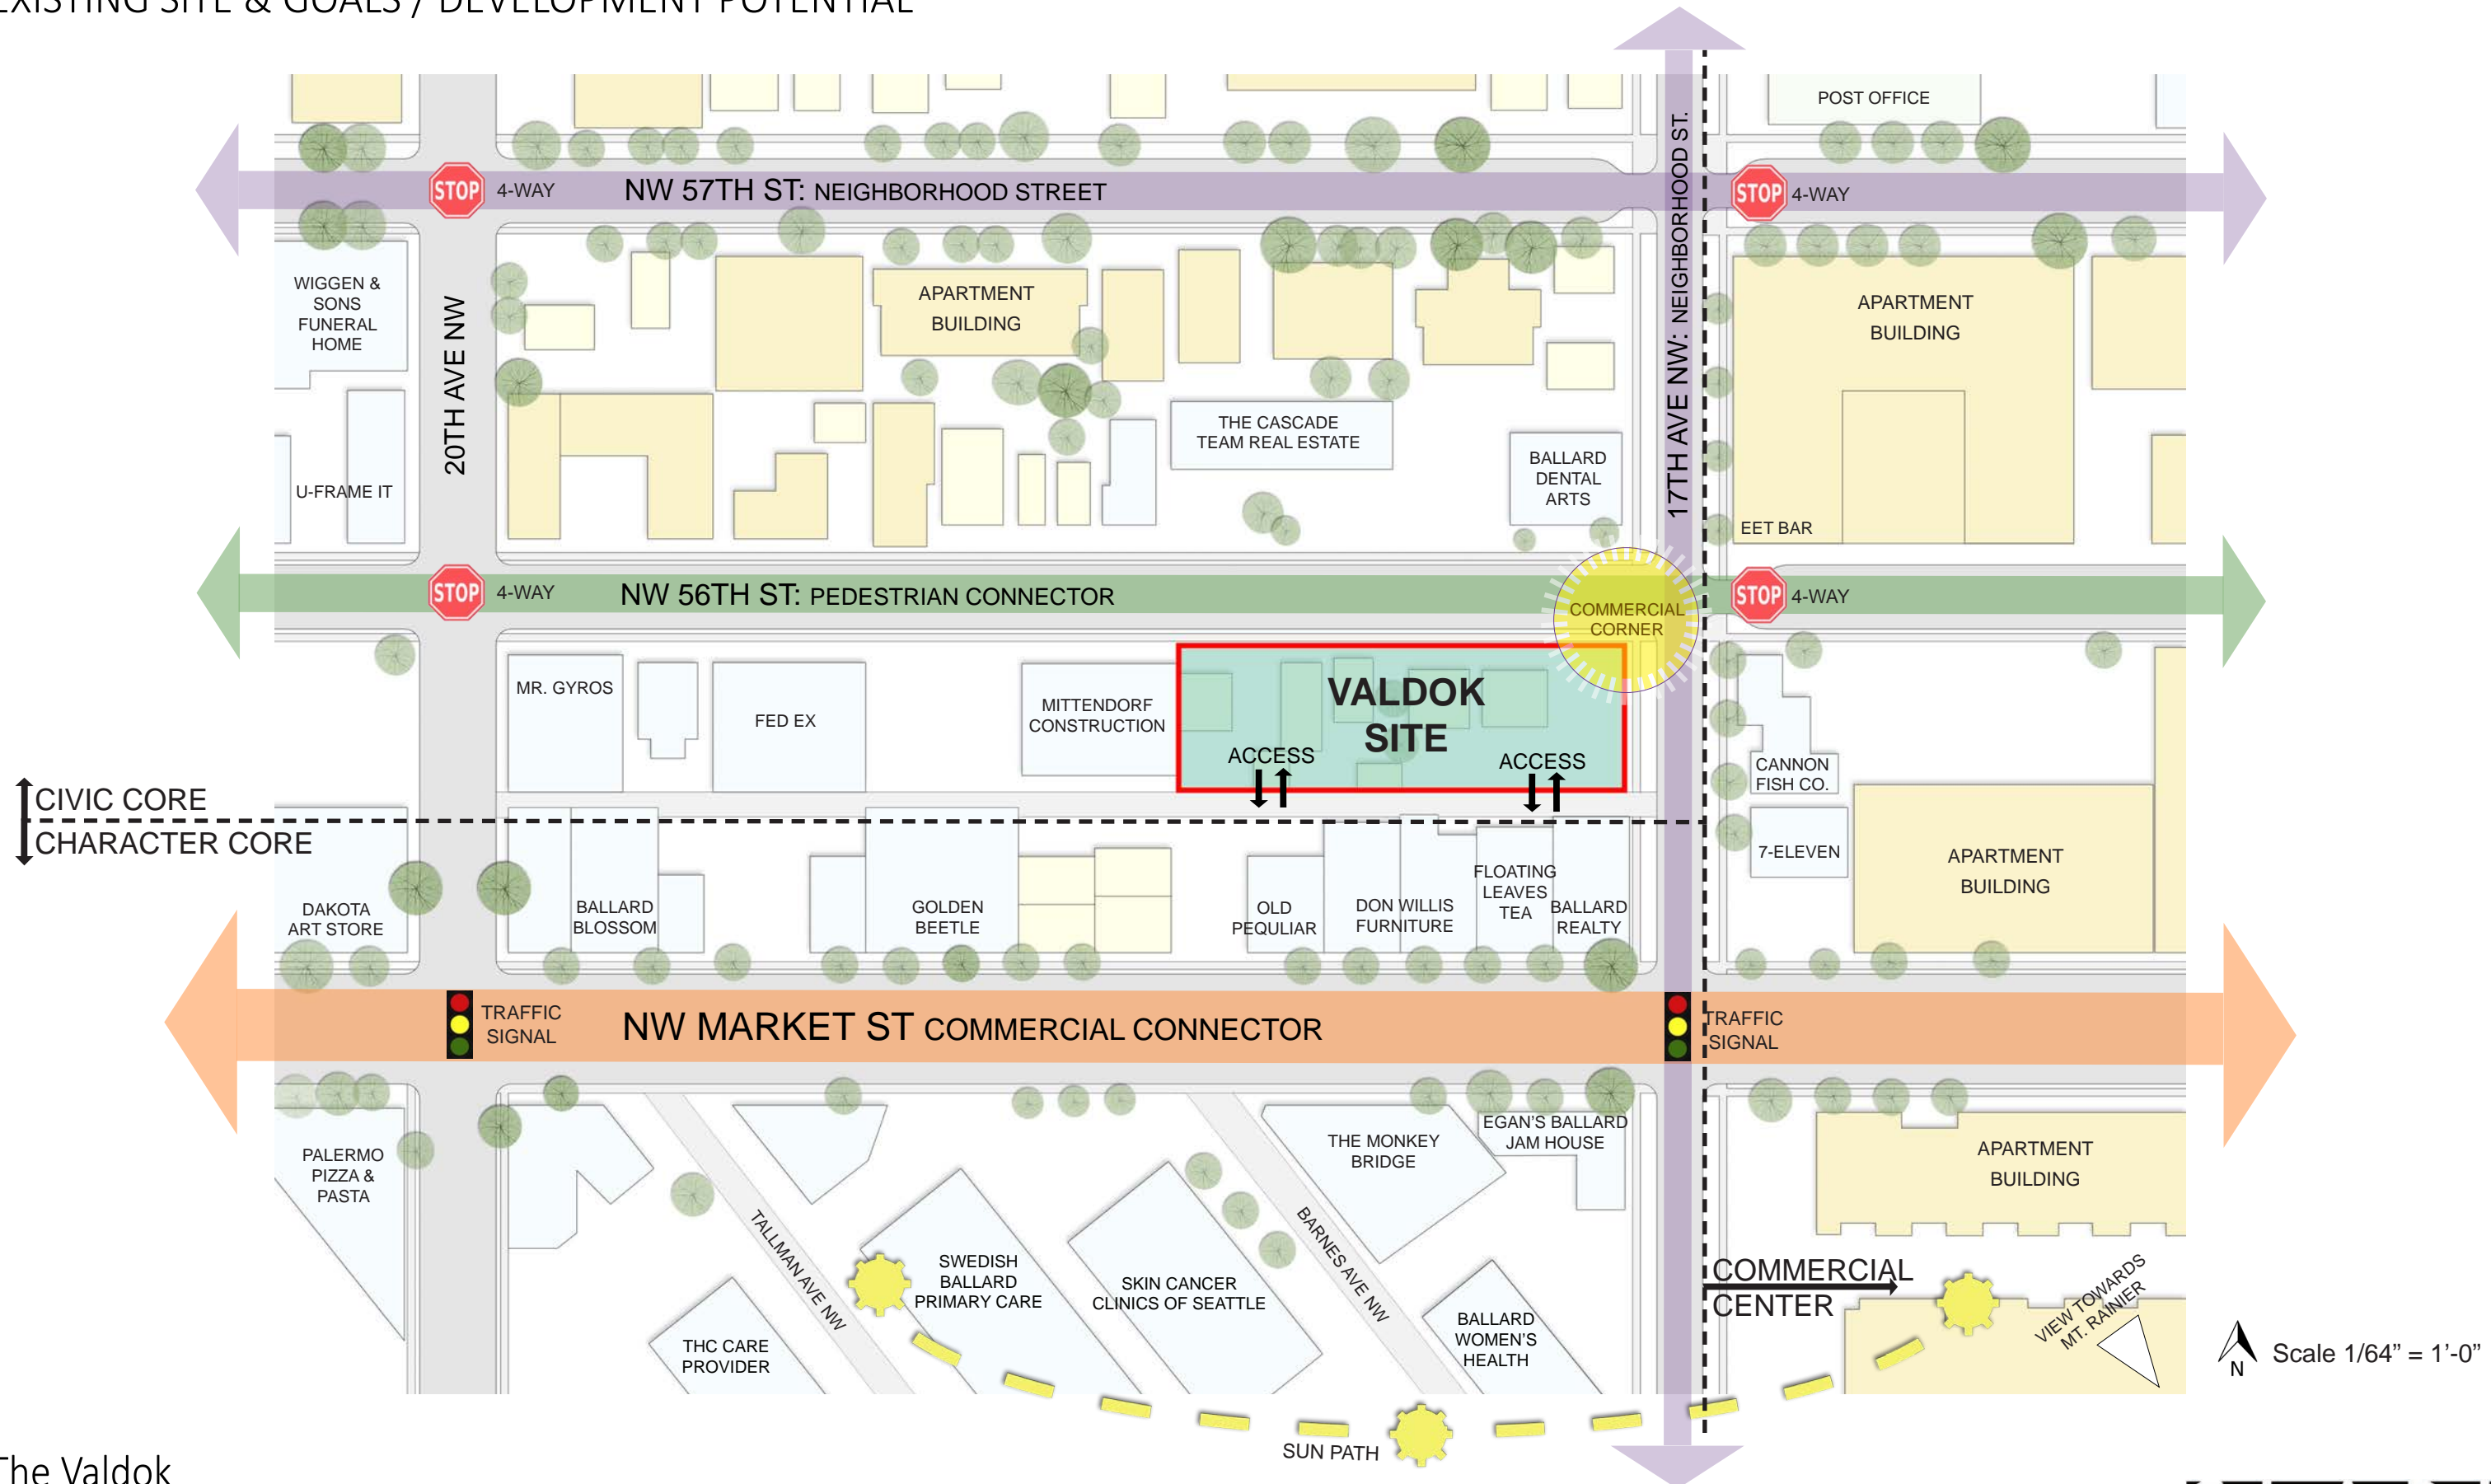 EXISTING SITE & GOALS / DEVELOPMENT POTENTIAL
POST OFFICE
STOP
4-WAY
NW 57TH ST: NEIGHBORHOOD STREET
STOP
4-WAY
17TH AVE NW: NEIGHBORHOOD ST.
20TH AVE NW
WIGGEN &
SONS
FUNERAL
HOME
APARTMENT
BUILDING
APARTMENT
BUILDING
THE CASCADE
TEAM REAL ESTATE
BALLARD
DENTAL
ARTS
U-FRAME IT
EET BAR
STOP
4-WAY
NW 56TH ST: PEDESTRIAN CONNECTOR
COMMERCIAL
CORNER
STOP
4-WAY
MR. GYROS
FED EX
MITTENDORF
CONSTRUCTION
VALDOK
SITE
ACCESS
ACCESS
CANNON
FISH CO.
CIVIC CORE
CHARACTER CORE
7-ELEVEN
APARTMENT
BUILDING
DAKOTA
ART STORE
BALLARD
BLOSSOM
GOLDEN
BEETLE
OLD
PEQULIAR
DON WILLIS
FURNITURE
FLOATING
LEAVES
TEA
BALLARD
REALTY
TRAFFIC
SIGNAL
NW MARKET ST COMMERCIAL CONNECTOR
TRAFFIC
SIGNAL
PALERMO
PIZZA &
PASTA
THE MONKEY
BRIDGE
EGAN'S BALLARD
JAM HOUSE
APARTMENT
BUILDING
TALLMAN AVE NW
BARNES AVE NW
SWEDISH
BALLARD
PRIMARY CARE
SKIN CANCER
CLINICS OF SEATTLE
THC CARE
PROVIDER
BALLARD
WOMEN'S
HEALTH
COMMERCIAL
CENTER
VIEW TOWARDS
MT. RAINIER
N
Scale 1/64" = 1'-0"
SUN PATH
The Valdok